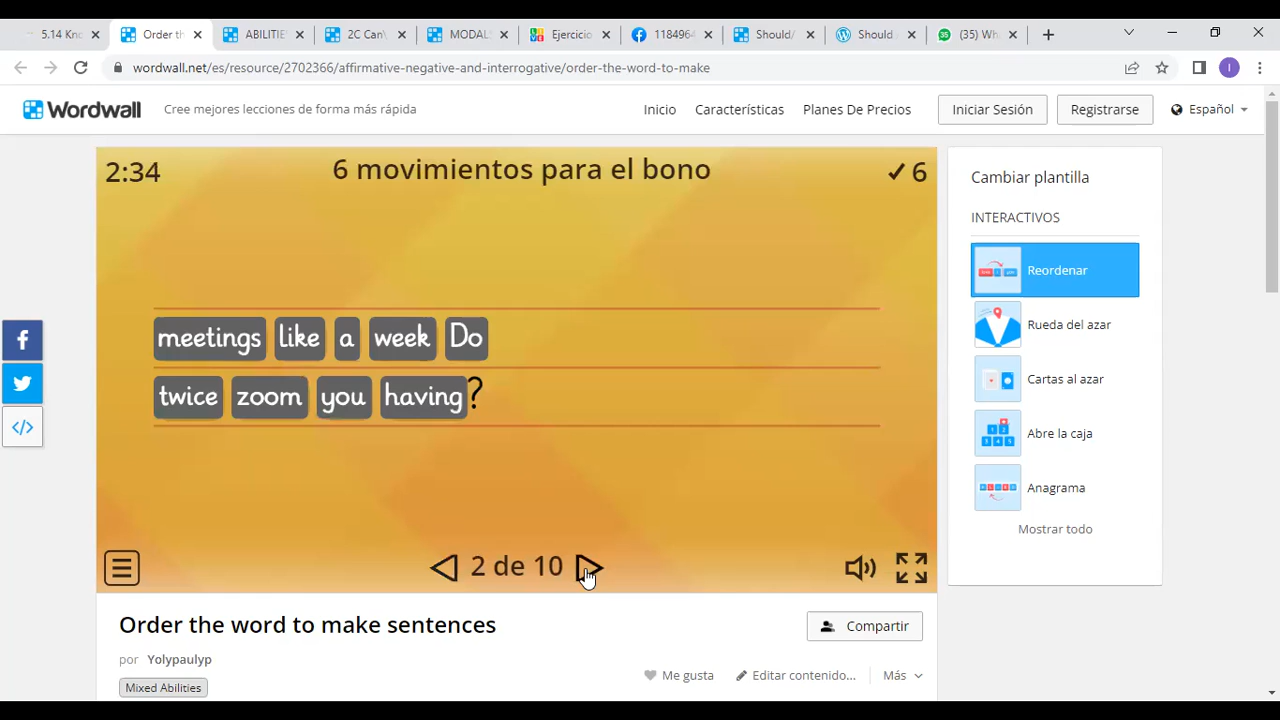 5.14 Kno
Order th
ABILITIE
2C Can\
MODALS
Ejercicio
1184964
Should/
Should
(35) Wh
wordwall.net/es/resource/2702366/affirmative-negative-and-interrogative/order-the-word-to-make
I
Wordwall
Cree mejores lecciones de forma más rápida
Inicio
Características
Planes De Precios
Iniciar Sesión
Registrarse
Español
2:34
6 movimientos para el bono
✓ 6
meetings like a week Do
twice zoom you having?
2 de 10
Cambiar plantilla
INTERACTIVOS
Reordenar
Rueda del azar
Cartas al azar
Abre la caja
Anagrama
Mostrar todo
Order the word to make sentences
Compartir
por Yolypaulyp
Me gusta
Editar contenido...
Más
Mixed Abilities